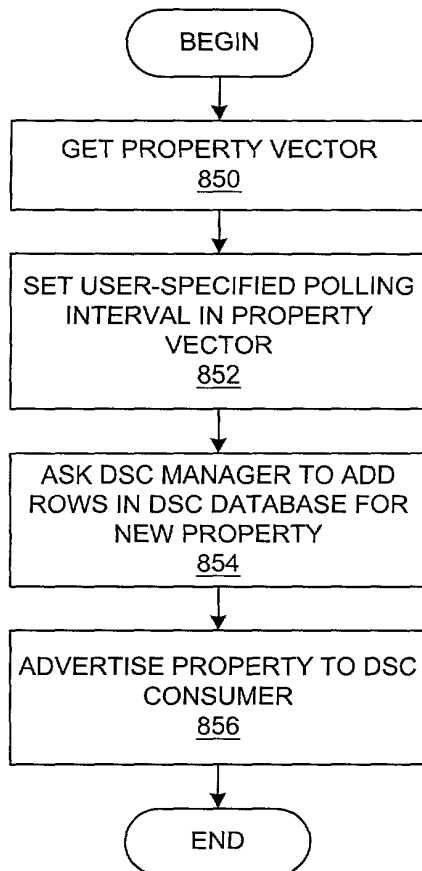 BEGIN
GET PROPERTY VECTOR
850
SET USER-SPECIFIED POLLING
INTERVAL IN PROPERTY
VECTOR
852
ASK DSC MANAGER TO ADD
ROWS IN DSC DATABASE FOR
NEW PROPERTY
854
ADVERTISE PROPERTY TO DSC
CONSUMER
856
END